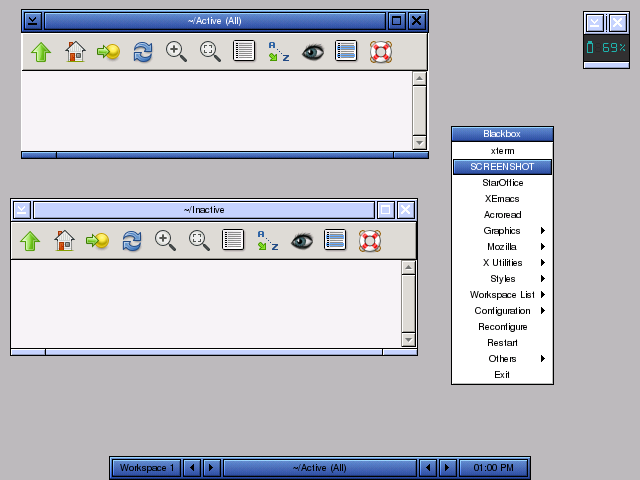 ~/Active (All)
69%
Blackbox
xterm
SCREENSHOT
StarOffice
XEmacs
Acroread
Graphics
Mozilla
X Utilities
Styles
Workspace List
Configuration
Reconfigure
Restart
Others
Exit
~/Inactive
A
Z
A
Z
Workspace 1
~/Active (All)
01:00 PM